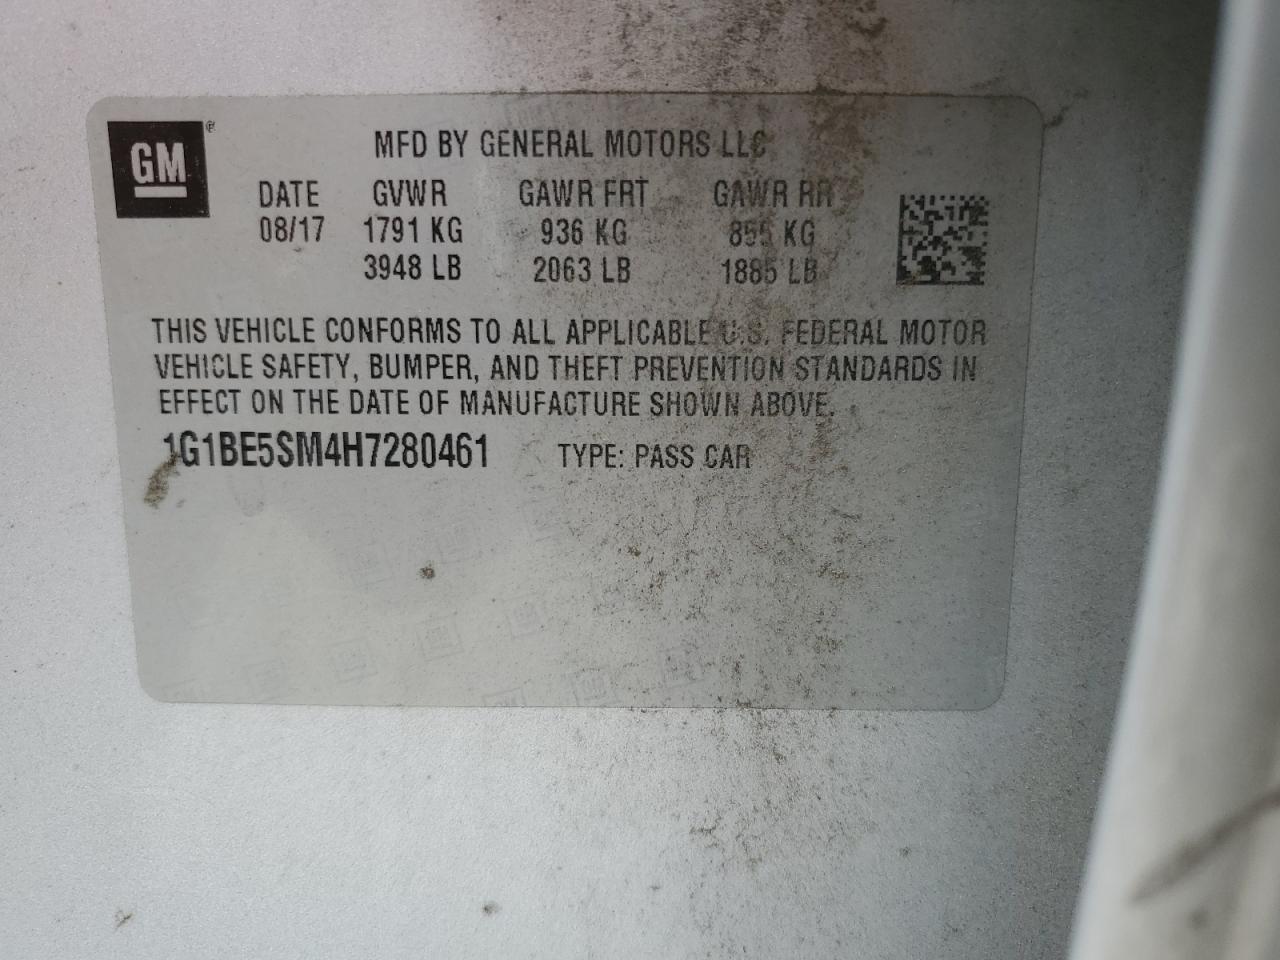 GM®
MFD BY GENERAL MOTORS LLC
DATE GVWR GAWR FRT GAWR RR
08/17 1791 KG 936 KG 855 KG
3948 LB 2063 LB 1885 LB
THIS VEHICLE CONFORMS TO ALL APPLICABLE U.S. FEDERAL MOTOR
VEHICLE SAFETY, BUMPER, AND THEFT PREVENTION STANDARDS IN
EFFECT ON THE DATE OF MANUFACTURE SHOWN ABOVE.
1G1BE5SM4H7280461 TYPE: PASS CAR